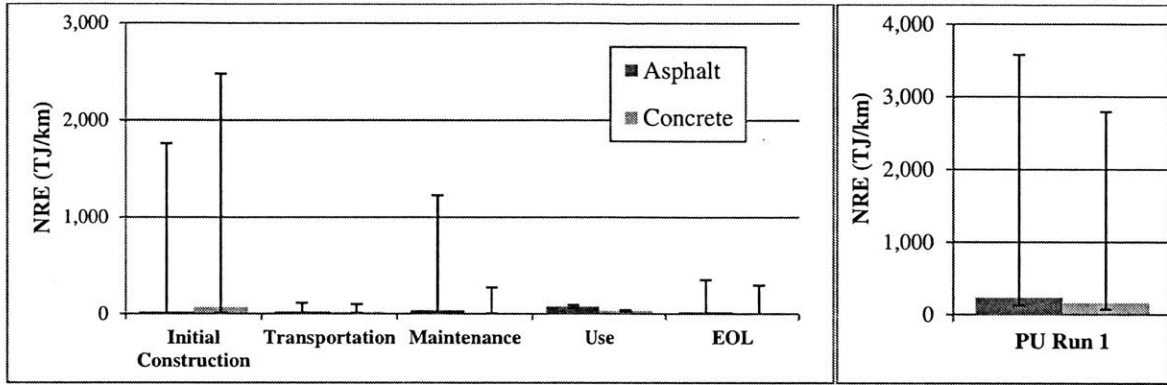 NRE (TJ/km)
3,000
2,000
1,000
0
Asphalt
Concrete
Initial Construction
Transportation
Maintenance
Use
EOL
NRE (TJ/km)
4,000
3,000
2,000
1,000
0
PU Run 1